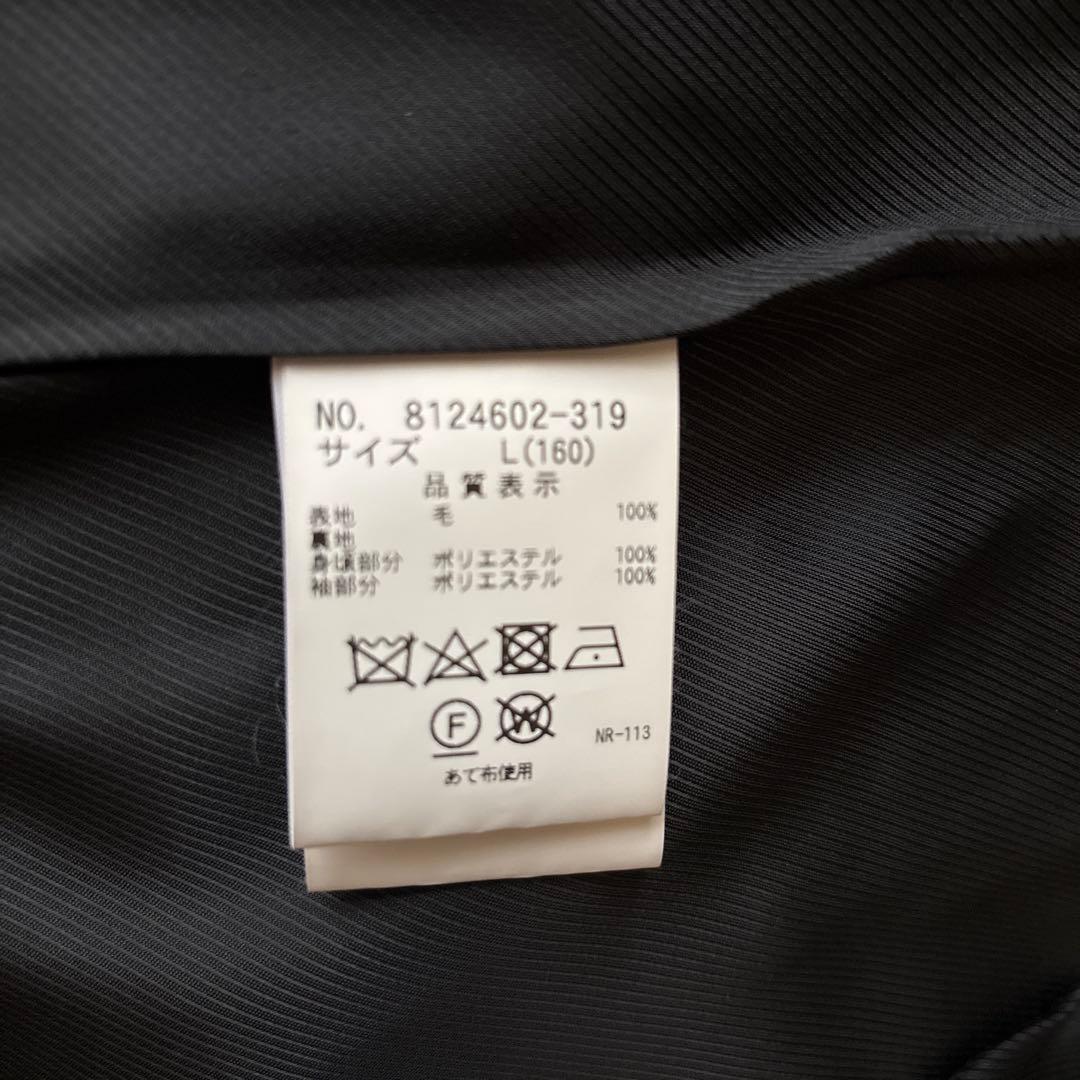 NO. 8124602-319
サイズ L(160)
品質表示
表地 毛 100%
裏地
身頃部分 ポリエステル 100%
袖部分 ポリエステル 100%
F
W
NR-113
あて布使用